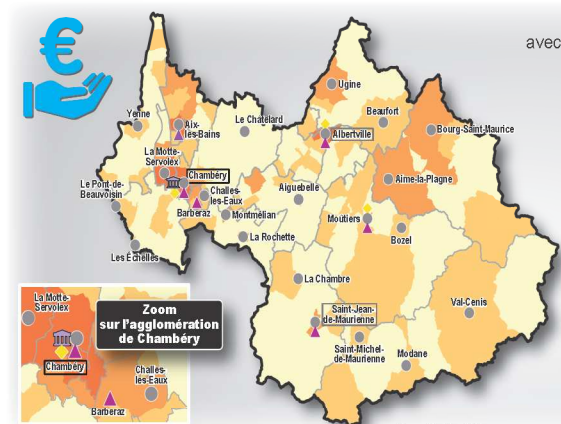 €
avec
Ugine
Yenne
Aix-
les-Bains
Le Châtelard
Beaufort
Albertville
Bourg-Saint-Maurice
La Motte-
Servolex
Chambéry
Aime-la-Plagne
Le Pont-de-
Beauvoisin
Challes-
les-Eaux
Aiguebelle
Barberaz
Montmélian
Moûtiers
Bozel
La Rochette
Les Échelles
La Chambre
Val-Cenis
Saint-Jean-
de-Maurienne
Saint-Michel-
de-Maurienne
Modane
La Motte-
Servolex
Zoom
sur l'agglomération
de Chambéry
Chambéry
Challes-
les-Eaux
Barberaz